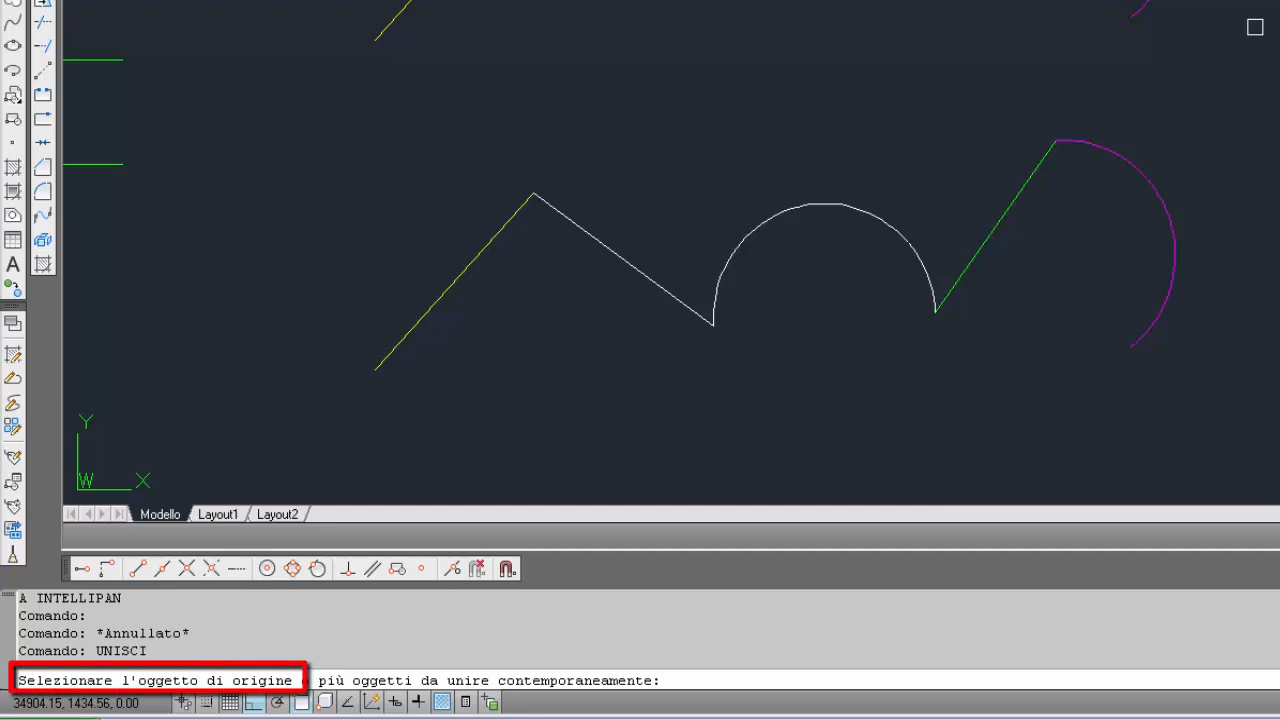 A
Y
W X
Modello Layout1 Layout2
A INTELLIPAN
Comando:
Comando: *Annullato*
Comando: UNISCI
Selezionare l'oggetto di origine o più oggetti da unire contemporaneamente:
34904.15, 1434.56, 0.00